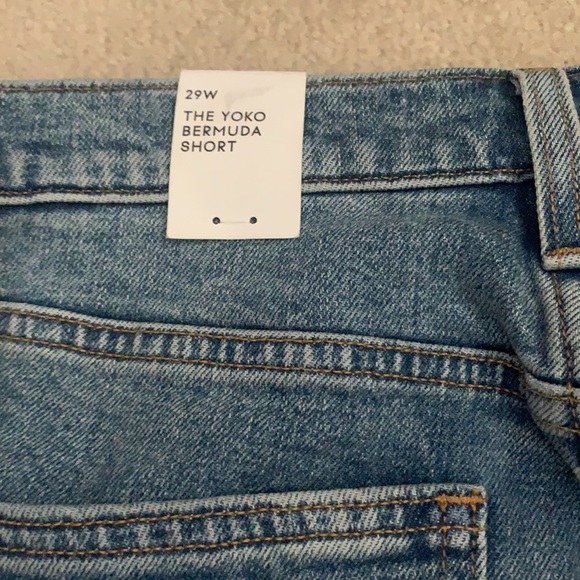 29W
THE YOKO
BERMUDA
SHORT